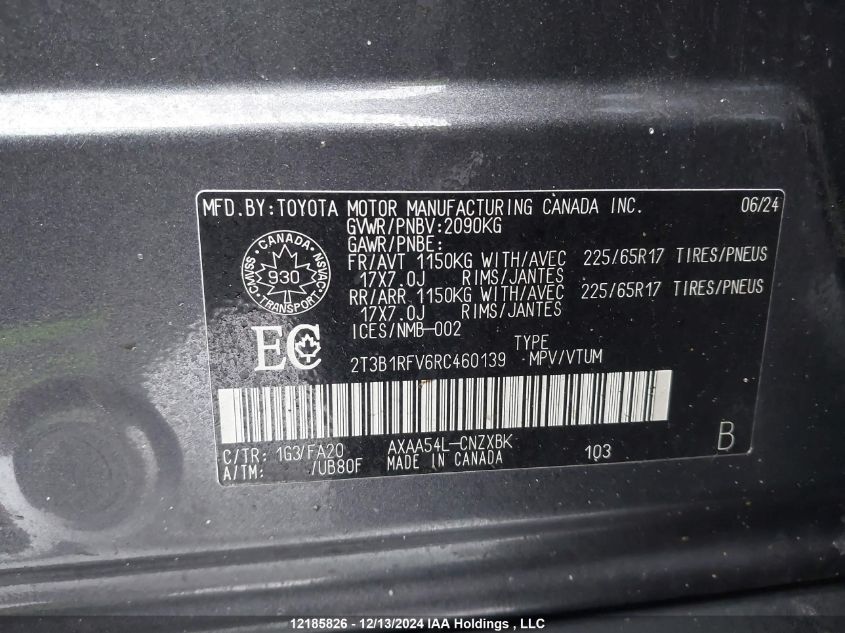 MFD.BY:TOYOTA MOTOR MANUFACTURING CANADA INC. 06/24
GVWR/PNBV:2090KG
GAWR/PNBE:
FR/AVT 1150KG WITH/AVEC 225/65R17 TIRES/PNEUS
17X7.0J RIMS/JANTES
RR/ARR 1150KG WITH/AVEC 225/65R17 TIRES/PNEUS
17X7.0J RIMS/JANTES
ICES/NMB-002
CANADA
CMVSS 930 NSVAC
TRANSPORT
EC
TYPE
2T3B1RFV6RC460139 MPV/VTUM
C/TR: 1G3/FA20 AXAA54L-CNZXBK
A/TM: /UB80F MADE IN CANADA 103 B
12185826 - 12/13/2024 IAA Holdings , LLC